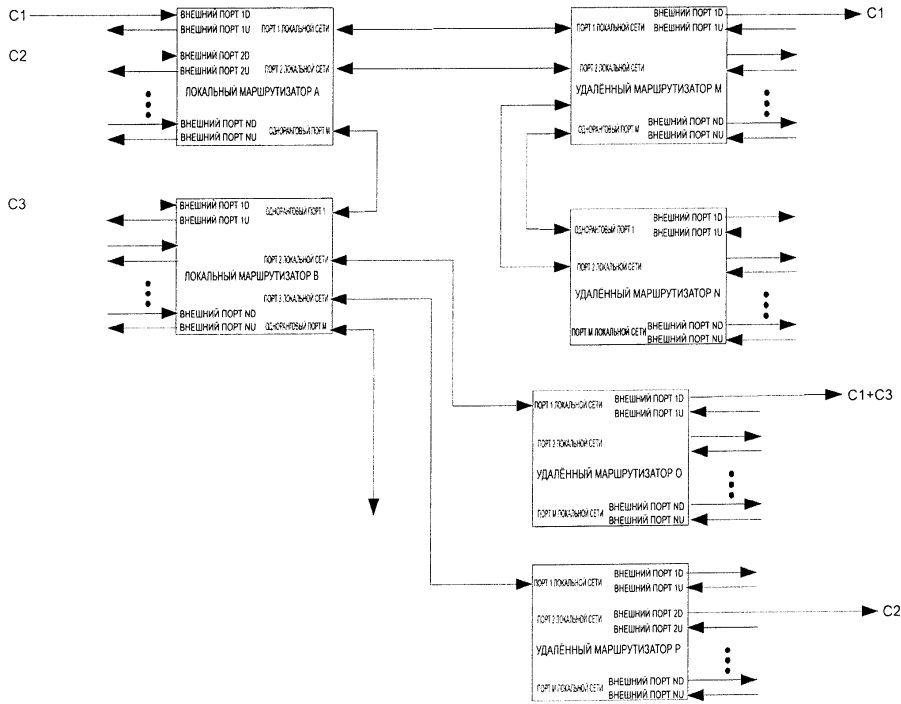 C1
ВНЕШНИЙ ПОРТ 1D
ВНЕШНИЙ ПОРТ 1U
ПОРТ 1 ЛОКАЛЬНОЙ СЕТИ
C2
ВНЕШНИЙ ПОРТ 2D
ВНЕШНИЙ ПОРТ 2U
ПОРТ 2 ЛОКАЛЬНОЙ СЕТИ
ЛОКАЛЬНЫЙ МАРШРУТИЗАТОР A
ВНЕШНИЙ ПОРТ ND
ВНЕШНИЙ ПОРТ NU
ОДНОРАНГОВЫЙ ПОРТ M
ВНЕШНИЙ ПОРТ 1D
C1
ПОРТ 1 ЛОКАЛЬНОЙ СЕТИ
ВНЕШНИЙ ПОРТ 1U
ПОРТ 2 ЛОКАЛЬНОЙ СЕТИ
УДАЛЁННЫЙ МАРШРУТИЗАТОР M
ОДНОРАНГОВЫЙ ПОРТ M
ВНЕШНИЙ ПОРТ ND
ВНЕШНИЙ ПОРТ NU
C3
ВНЕШНИЙ ПОРТ 1D
ВНЕШНИЙ ПОРТ 1U
ОДНОРАНГОВЫЙ ПОРТ 1
ПОРТ 2 ЛОКАЛЬНОЙ СЕТИ
ЛОКАЛЬНЫЙ МАРШРУТИЗАТОР B
ПОРТ 3 ЛОКАЛЬНОЙ СЕТИ
ВНЕШНИЙ ПОРТ ND
ВНЕШНИЙ ПОРТ NU
ОДНОРАНГОВЫЙ ПОРТ M
ВНЕШНИЙ ПОРТ 1D
ОДНОРАНГОВЫЙ ПОРТ 1
ВНЕШНИЙ ПОРТ 1U
ПОРТ 2 ЛОКАЛЬНОЙ СЕТИ
УДАЛЁННЫЙ МАРШРУТИЗАТОР N
ПОРТ M ЛОКАЛЬНОЙ СЕТИ
ВНЕШНИЙ ПОРТ ND
ВНЕШНИЙ ПОРТ NU
ПОРТ 1 ЛОКАЛЬНОЙ СЕТИ
ВНЕШНИЙ ПОРТ 1D
C1+C3
ВНЕШНИЙ ПОРТ 1U
ПОРТ 2 ЛОКАЛЬНОЙ СЕТИ
УДАЛЁННЫЙ МАРШРУТИЗАТОР O
ПОРТ M ЛОКАЛЬНОЙ СЕТИ
ВНЕШНИЙ ПОРТ ND
ВНЕШНИЙ ПОРТ NU
ПОРТ 1 ЛОКАЛЬНОЙ СЕТИ
ВНЕШНИЙ ПОРТ 1D
ВНЕШНИЙ ПОРТ 1U
ПОРТ 2 ЛОКАЛЬНОЙ СЕТИ
ВНЕШНИЙ ПОРТ 2D
C2
ВНЕШНИЙ ПОРТ 2U
УДАЛЁННЫЙ МАРШРУТИЗАТОР P
ПОРТ M ЛОКАЛЬНОЙ СЕТИ
ВНЕШНИЙ ПОРТ ND
ВНЕШНИЙ ПОРТ NU